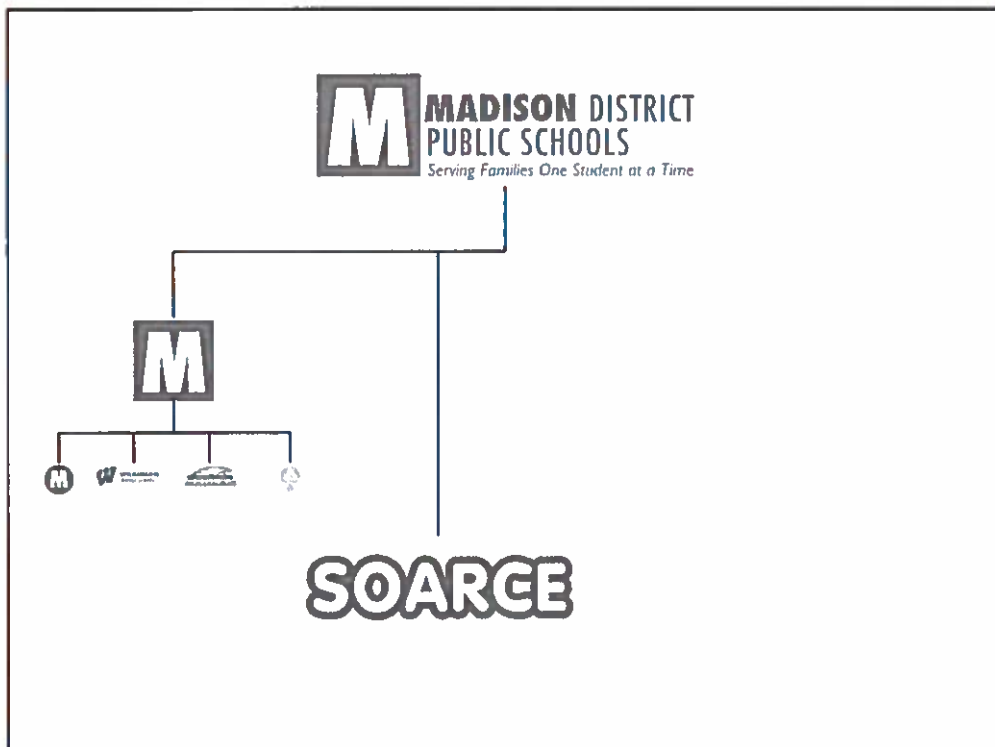 M
MADISON DISTRICT
PUBLIC SCHOOLS
Serving Families One Student at a Time
M
M
SOARCE